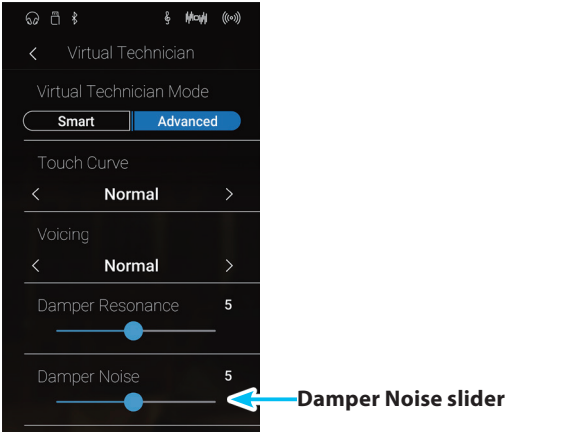 Virtual Technician
Virtual Technician Mode
Smart Advanced
Touch Curve
Normal
Voicing
Normal
Damper Resonance 5
Damper Noise 5
Damper Noise slider